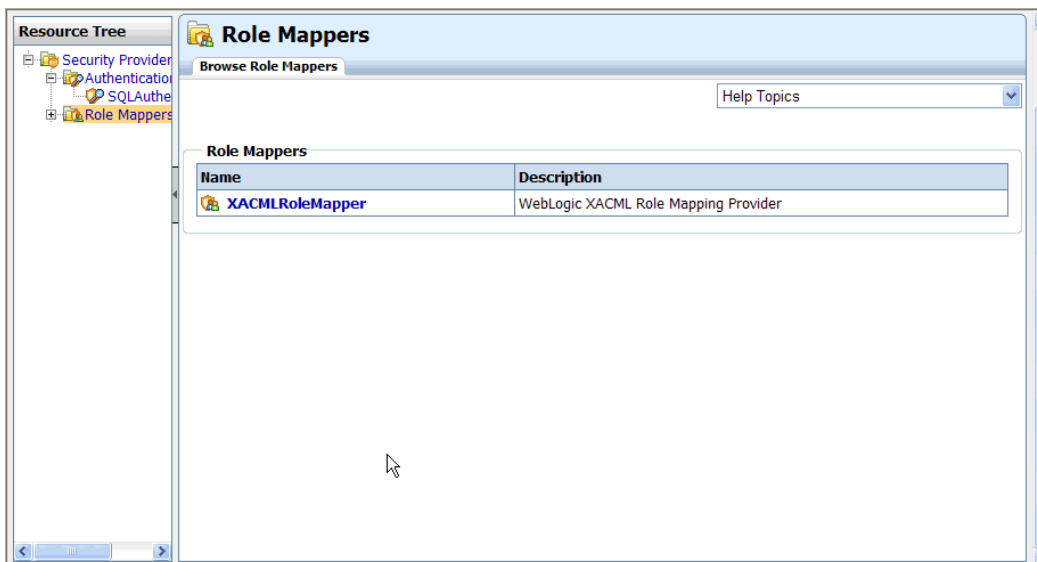 Resource Tree
Security Provider
Authentication
SQLAuthe
Role Mappers
Role Mappers
Browse Role Mappers
Help Topics
Role Mappers
Name Description
XACMLRoleMapper WebLogic XACML Role Mapping Provider